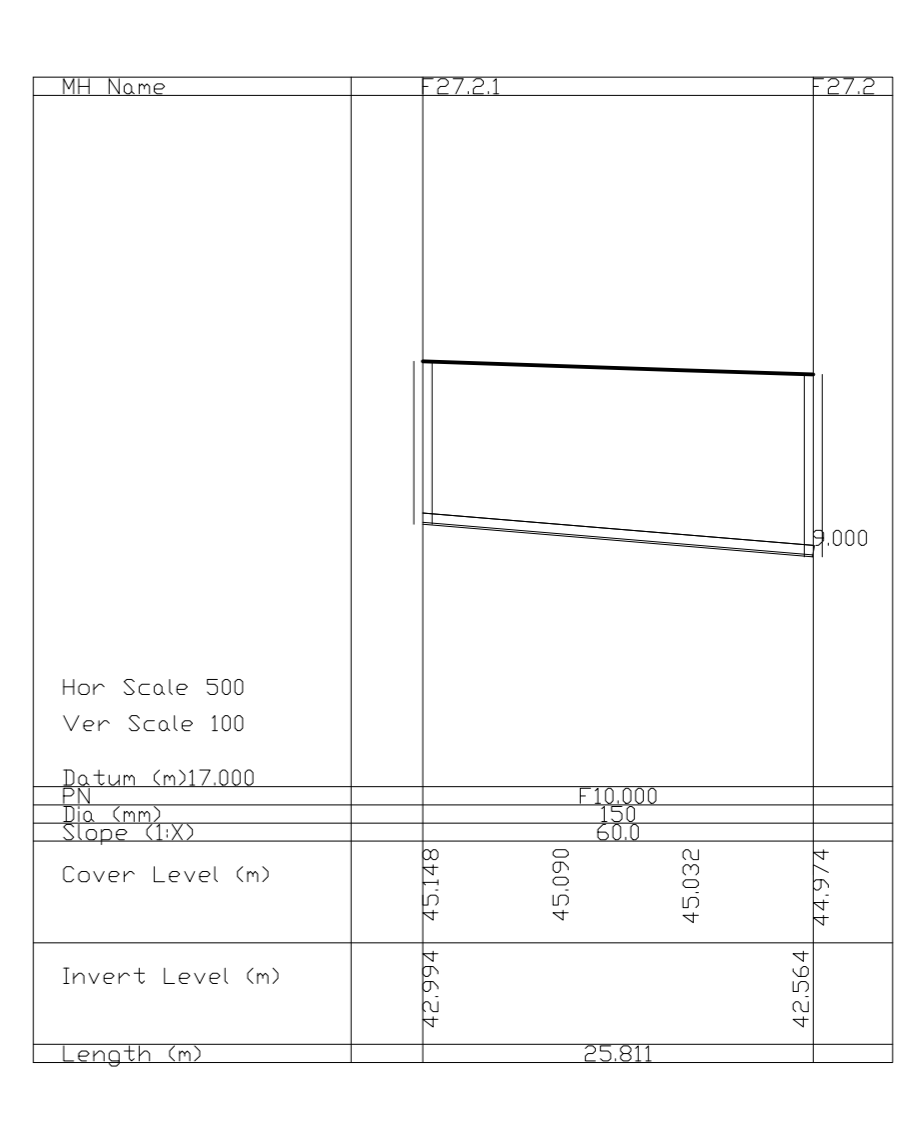 MH Name F27.2.1 F27.2
9.000
Hor Scale 500
Ver Scale 100
Datum (m)17.000
PN F10.000
Dia (mm) 150
Slope (1:X) 60.0
Cover Level (m) 45.148 45.090 45.032 44.974
Invert Level (m) 42.994 42.564
Length (m) 25.811